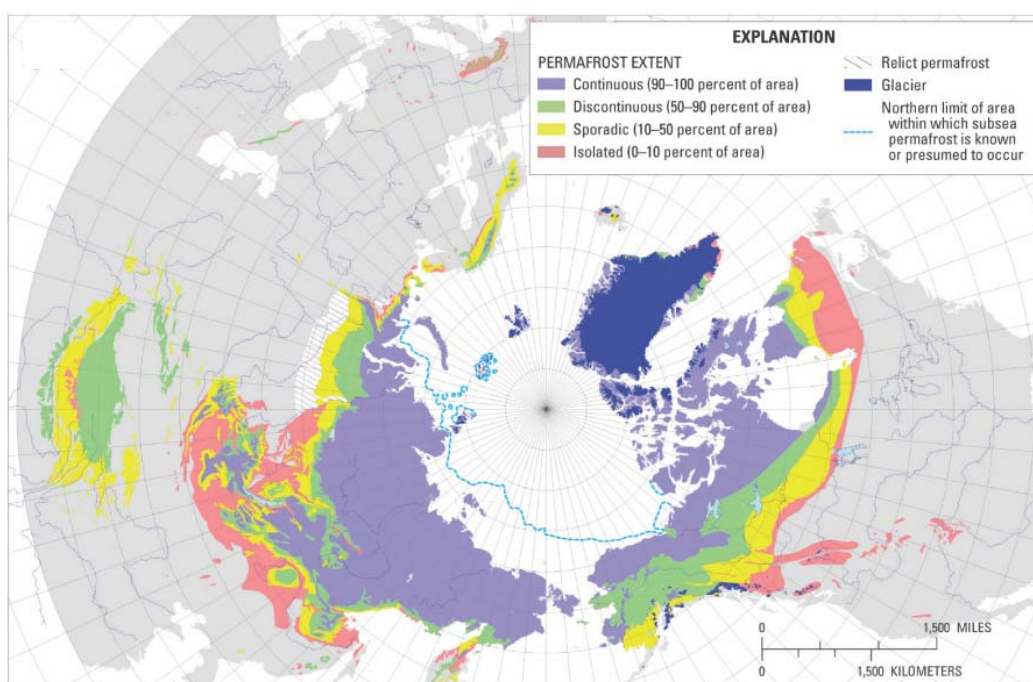 EXPLANATION
PERMAFROST EXTENT
Continuous (90–100 percent of area)
Discontinuous (50–90 percent of area)
Sporadic (10–50 percent of area)
Isolated (0–10 percent of area)
Relict permafrost
Glacier
Northern limit of area
within which subsea
permafrost is known
or presumed to occur
0 1,500 MILES
0 1,500 KILOMETERS